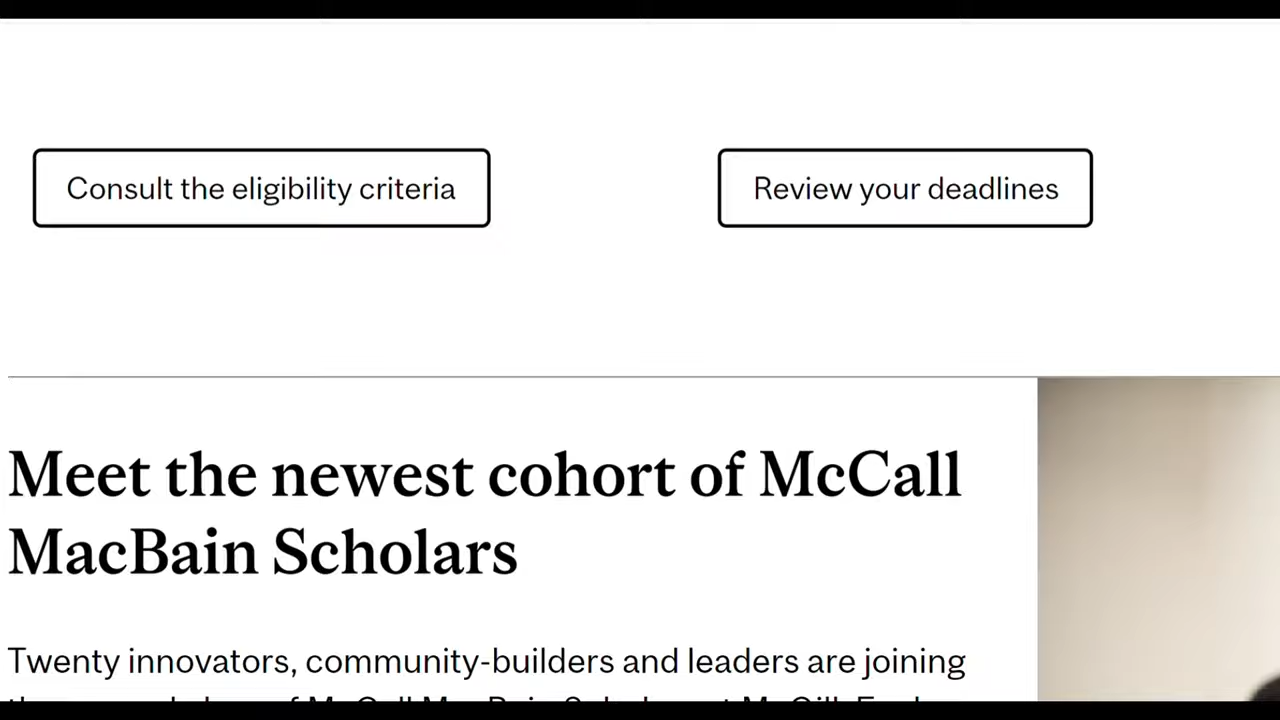 Consult the eligibility criteria
Review your deadlines
Meet the newest cohort of McCall
MacBain Scholars
Twenty innovators, community-builders and leaders are joining